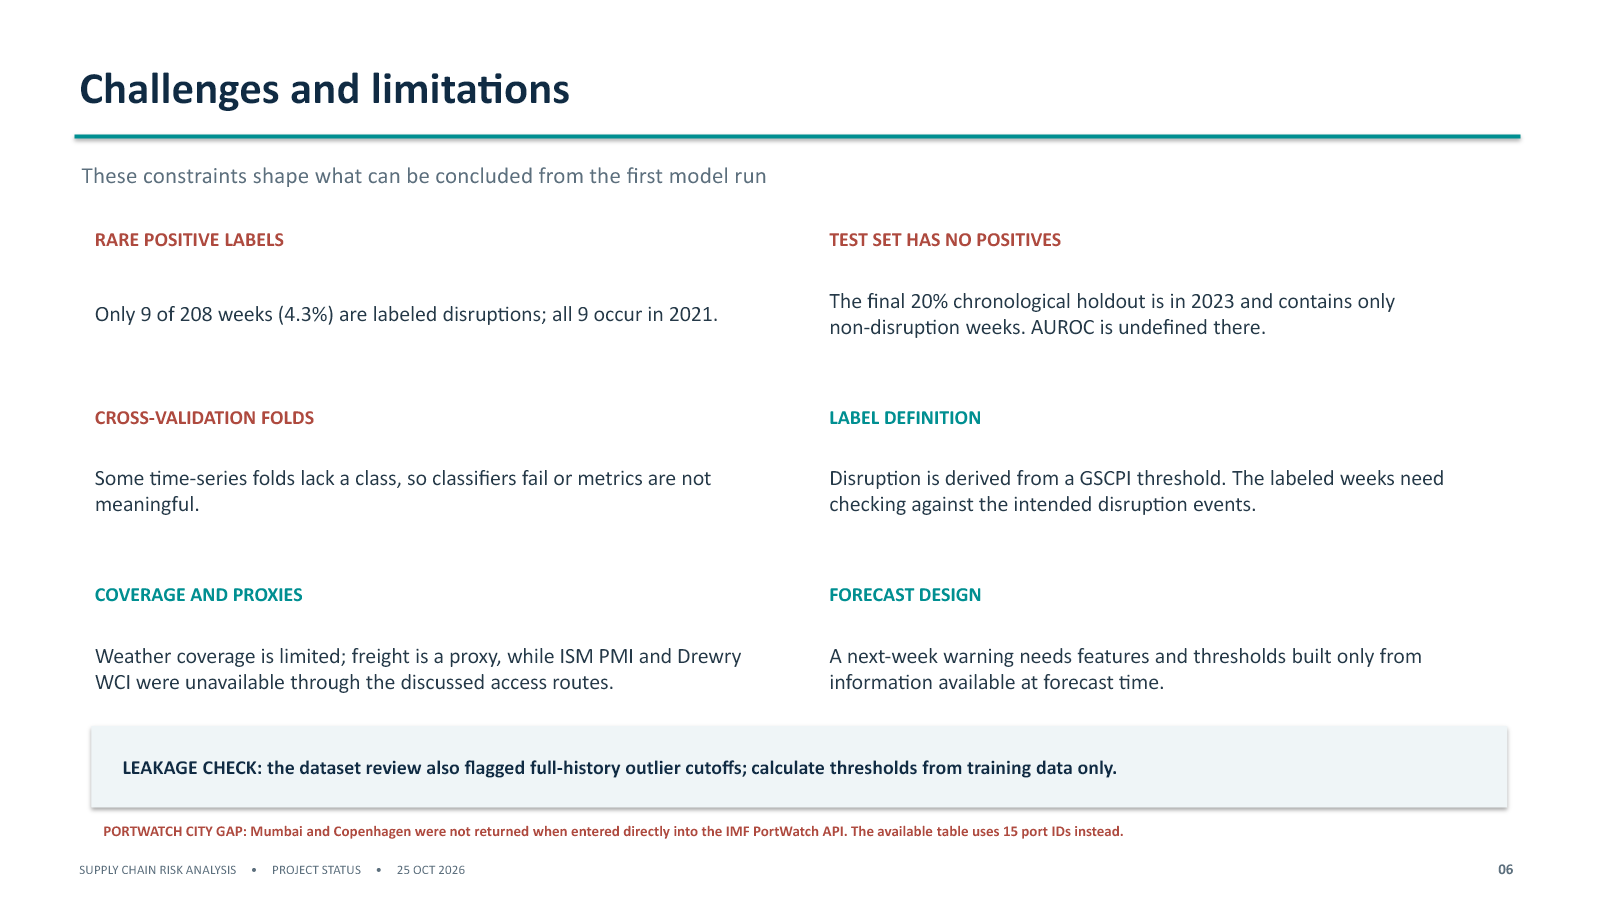 Challenges and limitations
These constraints shape what can be concluded from the first model run
RARE POSITIVE LABELS
Only 9 of 208 weeks (4.3%) are labeled disruptions; all 9 occur in 2021.
TEST SET HAS NO POSITIVES
The final 20% chronological holdout is in 2023 and contains only
non-disruption weeks. AUROC is undefined there.
CROSS-VALIDATION FOLDS
Some time-series folds lack a class, so classifiers fail or metrics are not
meaningful.
LABEL DEFINITION
Disruption is derived from a GSCPI threshold. The labeled weeks need
checking against the intended disruption events.
COVERAGE AND PROXIES
Weather coverage is limited; freight is a proxy, while ISM PMI and Drewry
WCI were unavailable through the discussed access routes.
FORECAST DESIGN
A next-week warning needs features and thresholds built only from
information available at forecast time.
LEAKAGE CHECK: the dataset review also flagged full-history outlier cutoffs; calculate thresholds from training data only.
PORTWATCH CITY GAP: Mumbai and Copenhagen were not returned when entered directly into the IMF PortWatch API. The available table uses 15 port IDs instead.
SUPPLY CHAIN RISK ANALYSIS • PROJECT STATUS • 25 OCT 2026
06